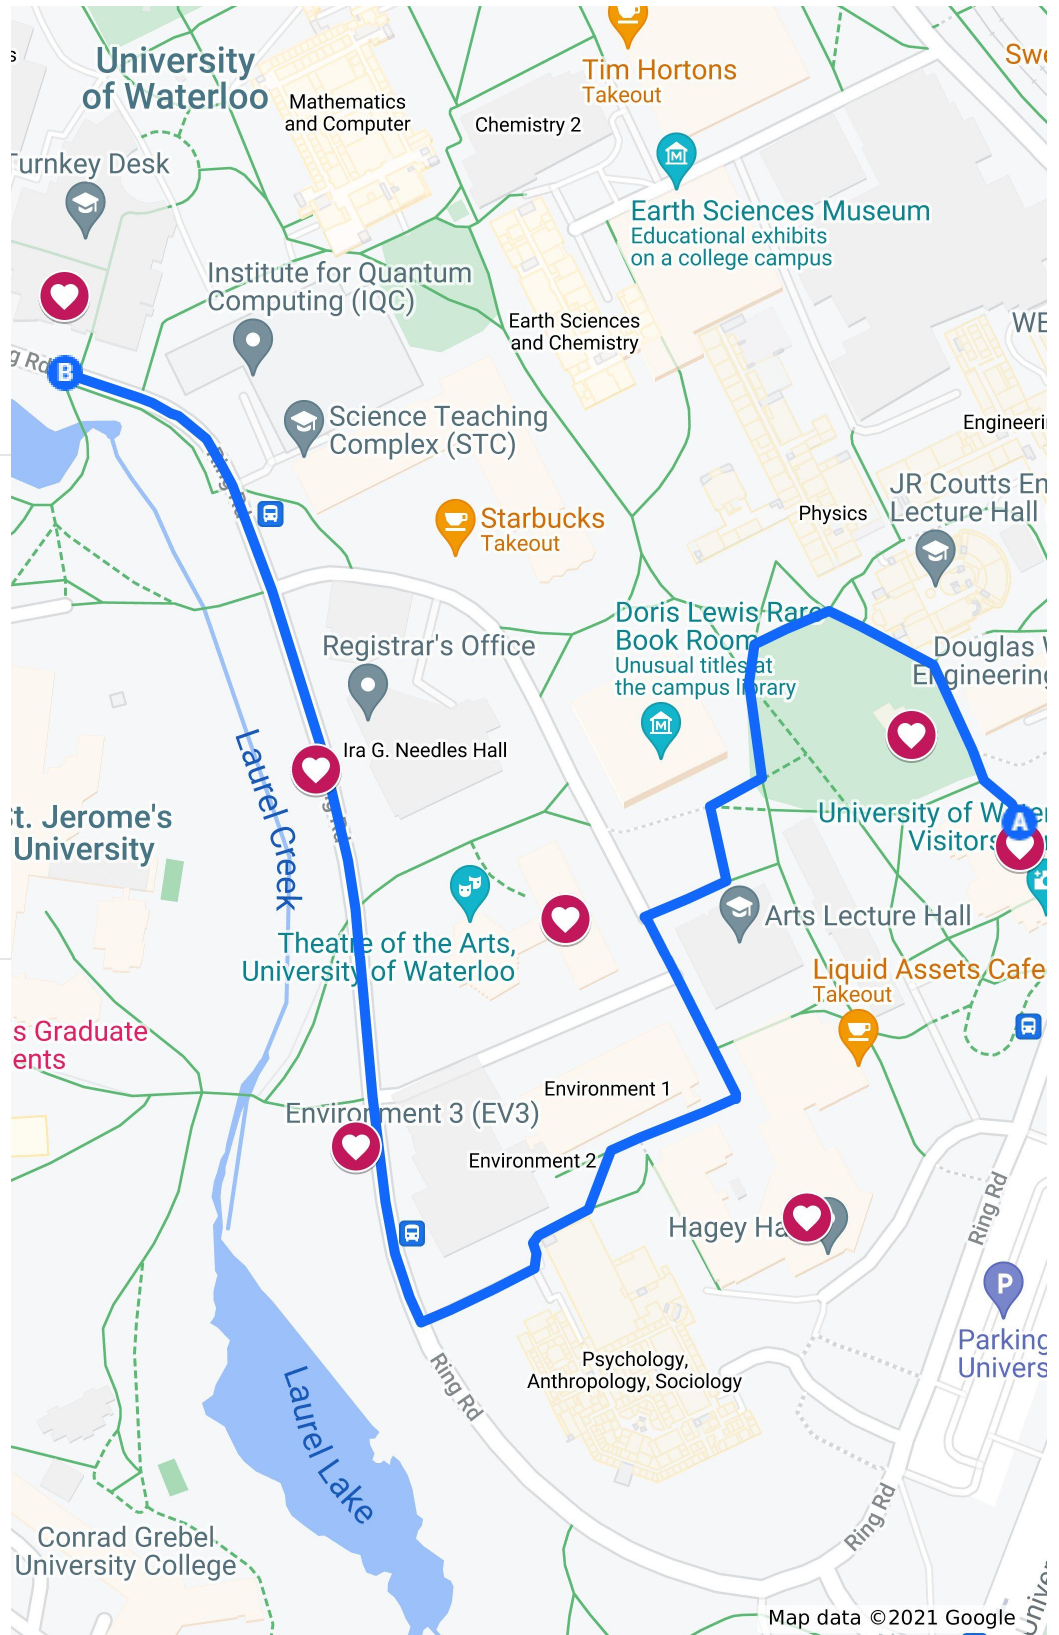 University
of Waterloo
Mathematics
and Computer
Tim Hortons
Takeout
Chemistry 2
Turnkey Desk
Earth Sciences Museum
Educational exhibits
on a college campus
Institute for Quantum
Computing (IQC)
Earth Sciences
and Chemistry
B
Science Teaching
Complex (STC)
Ring Rd
JR Coutts En
Lecture Hall
Physics
Starbucks
Takeout
Doris Lewis Rare
Book Room
Unusual titles at
the campus library
Registrar's Office
Douglas
Engineering
Ira G. Needles Hall
Laurel Creek
St. Jerome's
University
University of Water
Visitors
A
Theatre of the Arts,
University of Waterloo
Arts Lecture Hall
Liquid Assets Cafe
Takeout
s Graduate
ents
Environment 1
Environment 3 (EV3)
Environment 2
Hagey Ha
Ring Rd
P
Parking
Univers
Psychology,
Anthropology, Sociology
Ring Rd
Laurel Lake
Ring Rd
Conrad Grebel
University College
Map data ©2021 Google